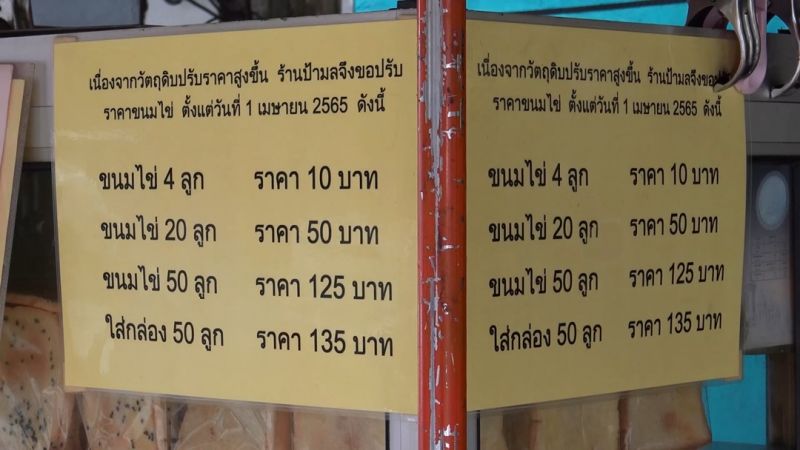 เนื่องจากวัตฤดิบปรับราคาสูงขึ้น ร้านป้ามลจึงขอปรับ
ราคาขนมไข่ ตั้งแต่วันที่ 1 เมษายน 2565 ดังนี้
ขนมไข่ 4 ลูก ราคา 10 บาท
ขนมไข่ 20 ลูก ราคา 50 บาท
ขนมไข่ 50 ลูก ราคา 125 บาท
ใส่กล่อง 50 ลูก ราคา 135 บาท
เนื่องจากวัตฤดิบปรับราคาสูงขึ้น ร้านป้ามลจึงขอ
ราคาขนมไข่ ตั้งแต่วันที่ 1 เมษายน 2565 ดังนี้
ขนมไข่ 4 ลูก ราคา 10 บาท
ขนมไข่ 20 ลูก ราคา 50 บาท
ขนมไข่ 50 ลูก ราคา 125 บาท
ใส่กล่อง 50 ลูก ราคา 135 บาท